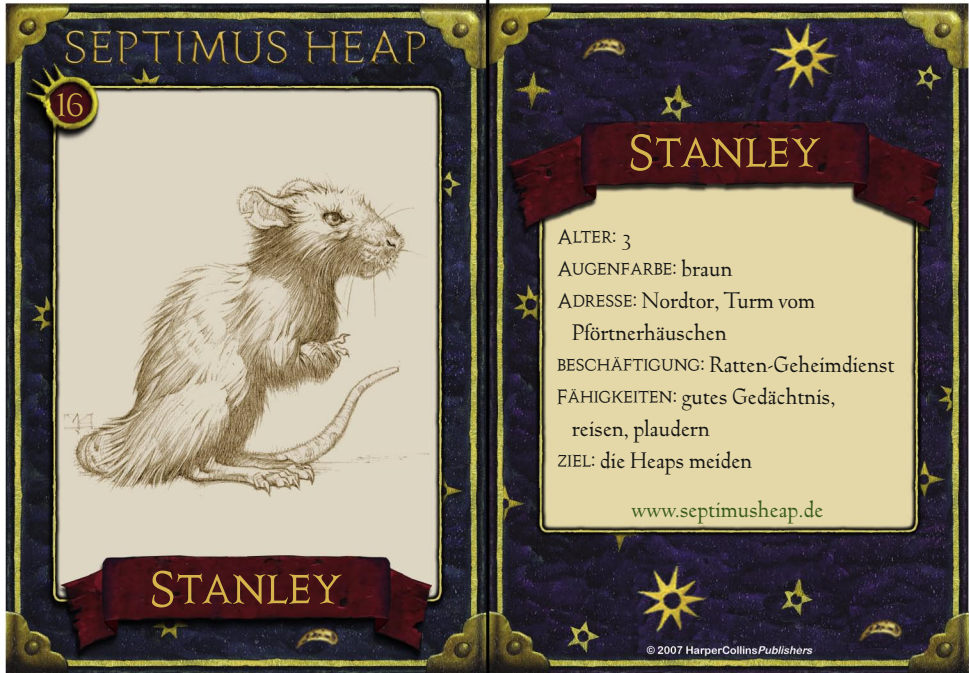 SEPTIMUS HEAP
16
STANLEY
STANLEY
ALTER: 3
AUGENFARBE: braun
ADRESSE: Nordtor, Turm vom
Pförtnerhäuschen
BESCHÄFTIGUNG: Ratten-Geheimdienst
FÄHIGKEITEN: gutes Gedächtnis,
reisen, plaudern
ZIEL: die Heaps meiden
www.septimusheap.de
© 2007 HarperCollinsPublishers